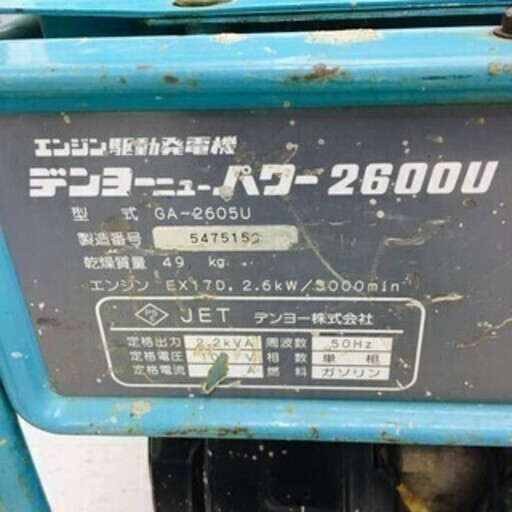 エンジン駆動発電機
デンヨーニューパワー2600U
型 式 GA-2605U
製造番号 547515
乾燥質量 49 kg
エンジン EX17D, 2.6kW/3000min⁻¹
PSE JET デンヨー株式会社
定格出力 2.2kVA 周波数 50Hz
定格電圧 V 相数 単相
定格電流 A 燃料 ガソリン